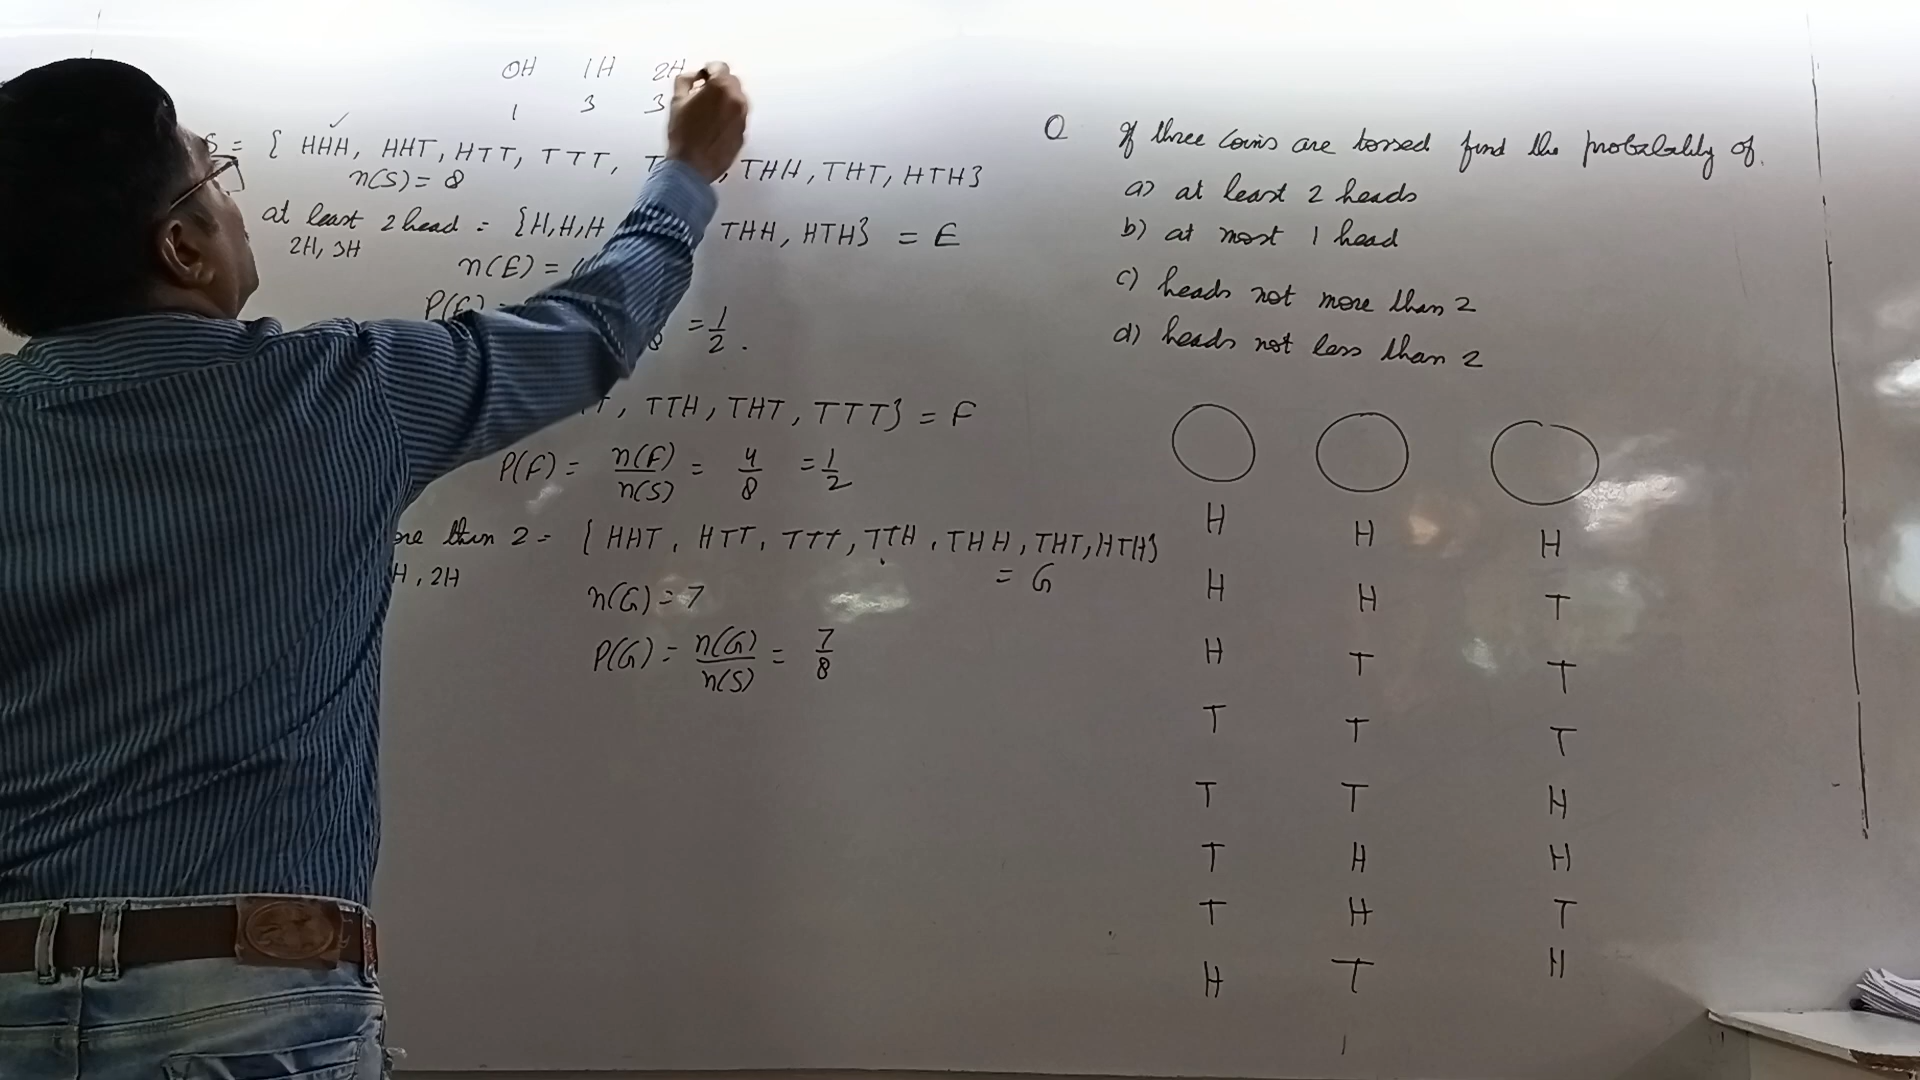 0H 1H 2H
1 3 3
S = { HHH, HHT, HTT, TTT, T , THH, THT, HTH}
n(S) = 8
at least 2 head = {H,H,H THH, HTH} = E
2H, 3H
n(E) =
P(E) =
8 = 1/2 .
T, TTH, THT, TTT} = F
P(F) = n(F)/n(S) = 4/8 = 1/2
ore than 2 = { HHT, HTT, TTT, TTH, THH, THT, HTH}
H, 2H = G
n(G) = 7
P(G) = n(G)/n(S) = 7/8
Q If three coins are tossed find the probability of.
a) at least 2 heads
b) at most 1 head
c) heads not more than 2
d) heads not less than 2
H H H
H H T
H T T
T T T
T T H
T H H
T H T
H T H